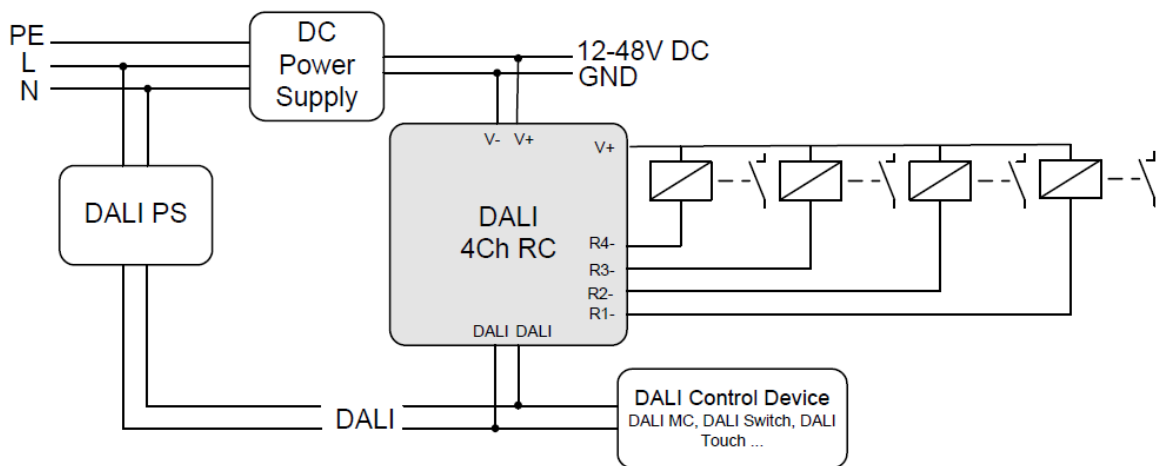 PE
L
N
DC
Power
Supply
12-48V DC
GND
V- V+
V+
DALI PS
DALI
4Ch RC
R4-
R3-
R2-
R1-
DALI DALI
DALI
DALI Control Device
DALI MC, DALI Switch, DALI
Touch ...